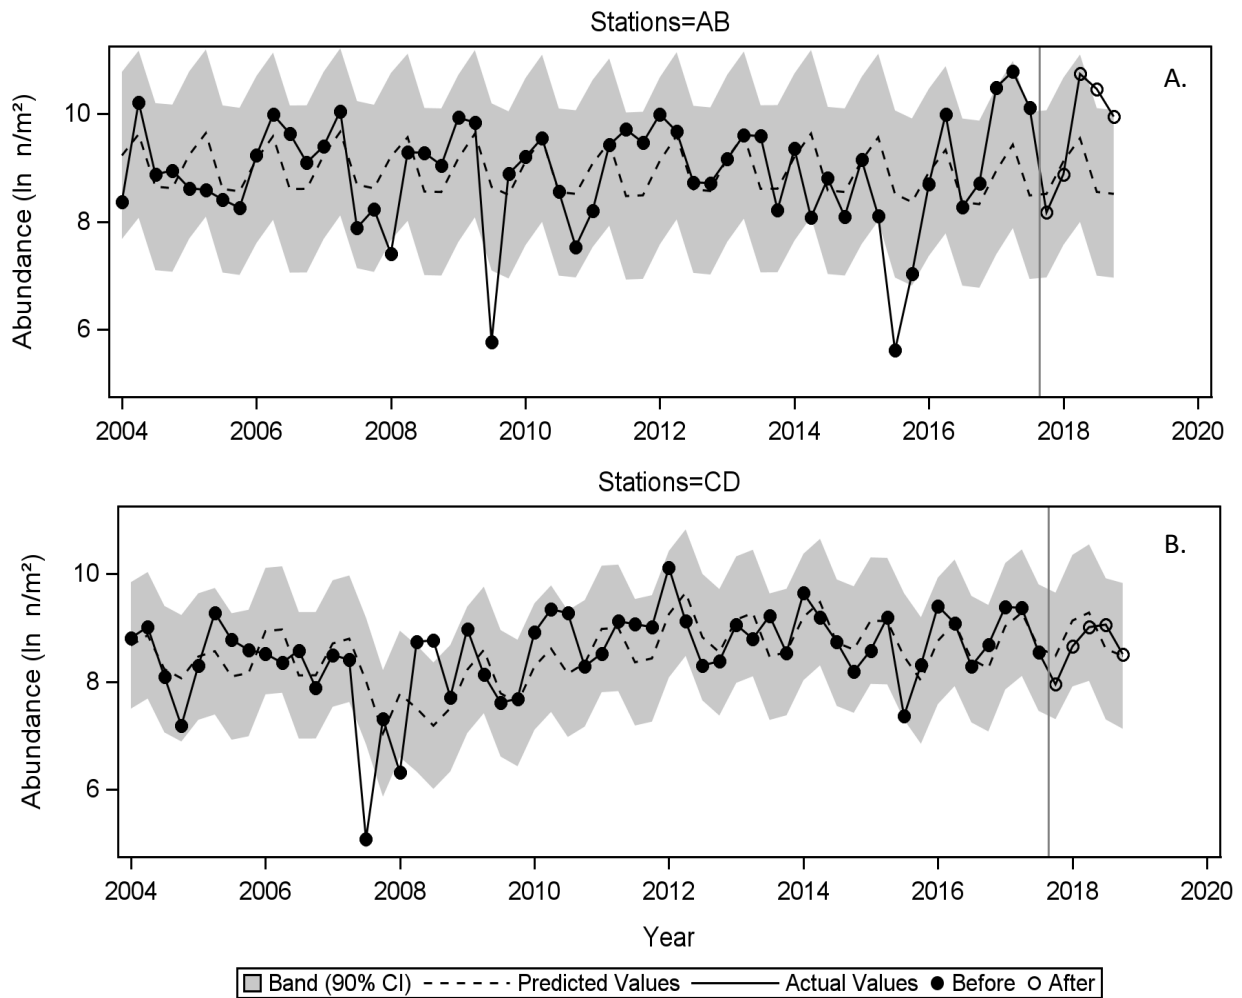 Stations=AB
A.
Abundance (ln n/m²)
10
8
6
2004 2006 2008 2010 2012 2014 2016 2018 2020
Stations=CD
B.
Abundance (ln n/m²)
10
8
6
2004 2006 2008 2010 2012 2014 2016 2018 2020
Year
Band (90% CI) Predicted Values Actual Values Before After